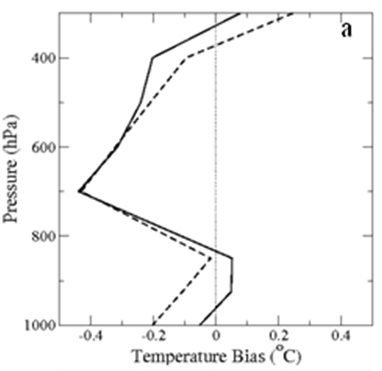 a
400
600
800
1000
Pressure (hPa)
-0.4 -0.2 0 0.2 0.4
Temperature Bias (°C)